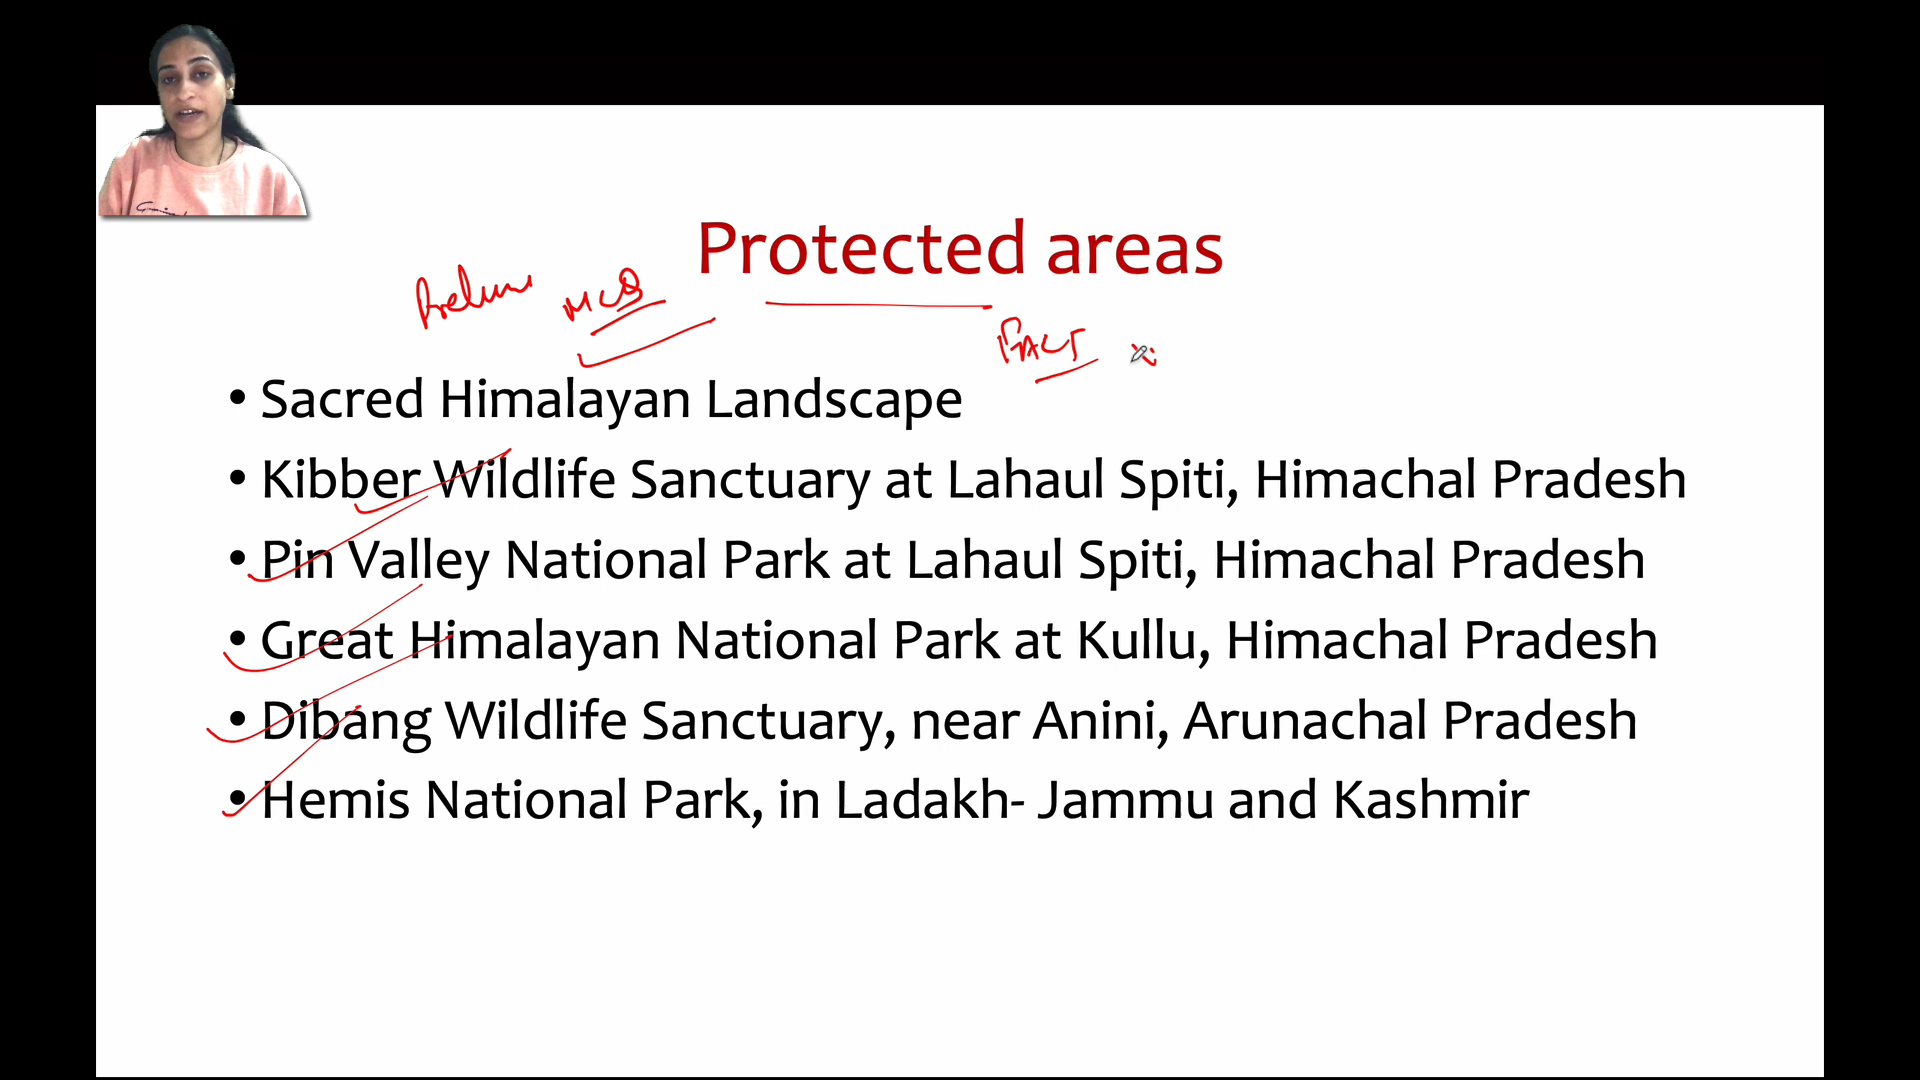 Protected areas
Prelims MCQ
FACT
• Sacred Himalayan Landscape
• Kibber Wildlife Sanctuary at Lahaul Spiti, Himachal Pradesh
• Pin Valley National Park at Lahaul Spiti, Himachal Pradesh
• Great Himalayan National Park at Kullu, Himachal Pradesh
• Dibang Wildlife Sanctuary, near Anini, Arunachal Pradesh
• Hemis National Park, in Ladakh- Jammu and Kashmir